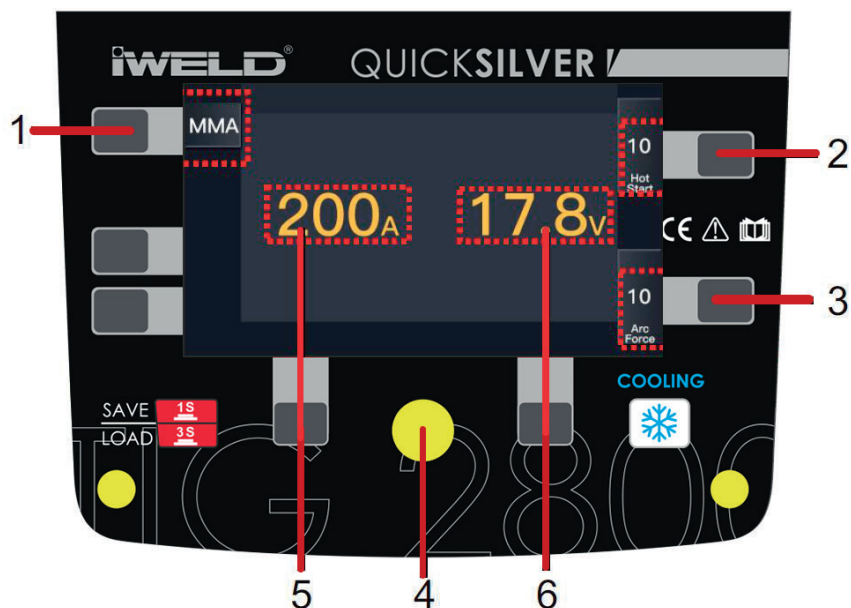 iWELD® QUICKSILVER
1
MMA
10
Hot
Start
2
200A
17.8V
CE
10
Arc
Force
3
COOLING
SAVE 1S
LOAD 3S
TIG 2800
5
4
6